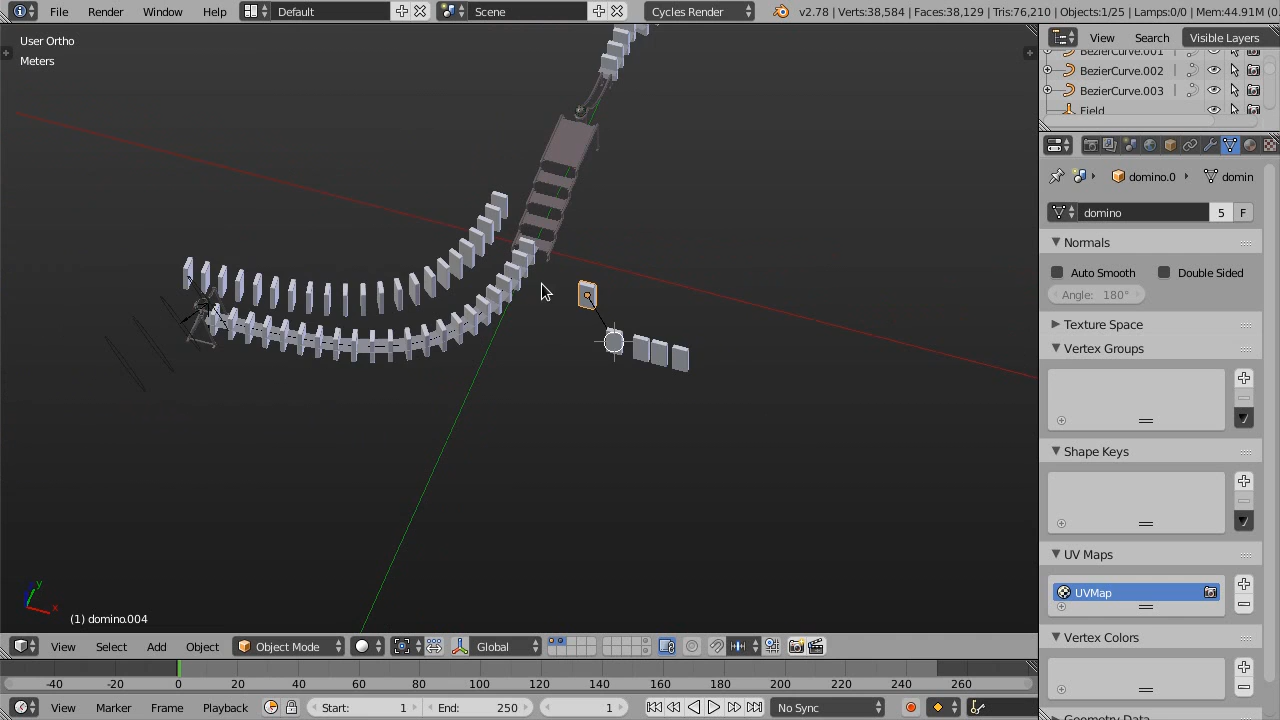 File Render Window Help Default Scene Cycles Render v2.78 | Verts:38,584 | Faces:38,129 | Tris:76,210 | Objects:1/25 | Lamps:0/0 | Mem:44.91M (0
User Ortho
Meters
View Search Visible Layers
BezierCurve.001
BezierCurve.002
BezierCurve.003
Field
domino.0 domin
domino 5 F
Normals
Auto Smooth Double Sided
Angle: 180°
Texture Space
Vertex Groups
Shape Keys
UV Maps
UVMap
Vertex Colors
Geometry Data
y
x
(1) domino.004
View Select Add Object Object Mode Global
-40 -20 0 20 40 60 80 100 120 140 160 180 200 220 240 260
View Marker Frame Playback Start: 1 End: 250 1 No Sync